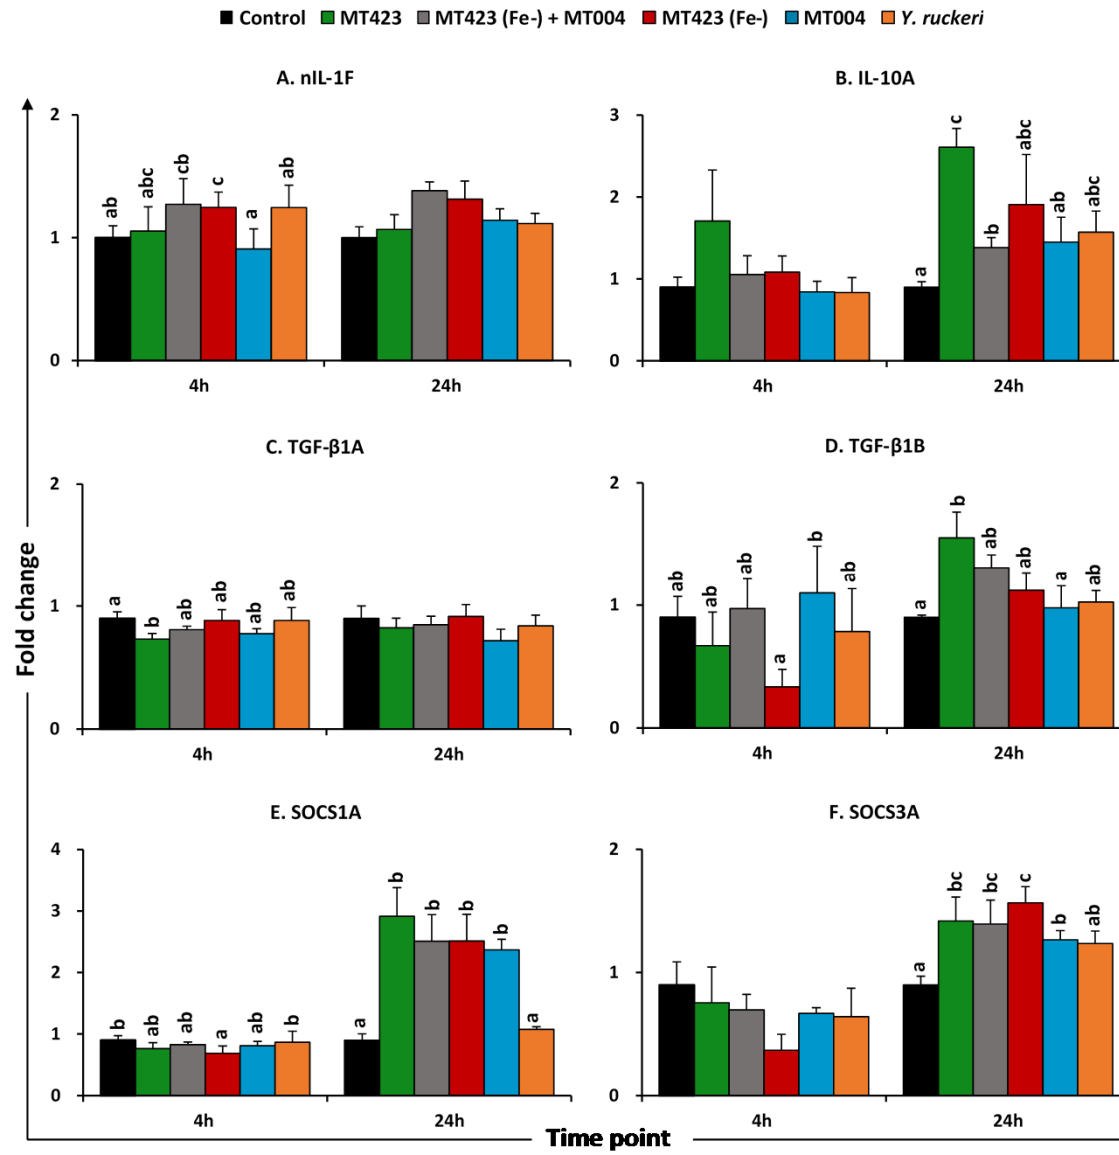 Control MT423 MT423 (Fe-) + MT004 MT423 (Fe-) MT004 Y. ruckeri
A. nIL-1F
2
1
0
ab abc cb c a ab
4h 24h
B. IL-10A
3
2
1
0
a c b abc ab abc
4h 24h
C. TGF-β1A
2
1
0
a b ab ab ab ab
4h 24h
D. TGF-β1B
2
1
0
ab ab ab a b ab
a b ab ab a ab
4h 24h
E. SOCS1A
4
3
2
1
0
b ab ab a ab b
a b b b b a
4h 24h
F. SOCS3A
2
1
0
a bc bc c b ab
4h 24h
Fold change
Time point